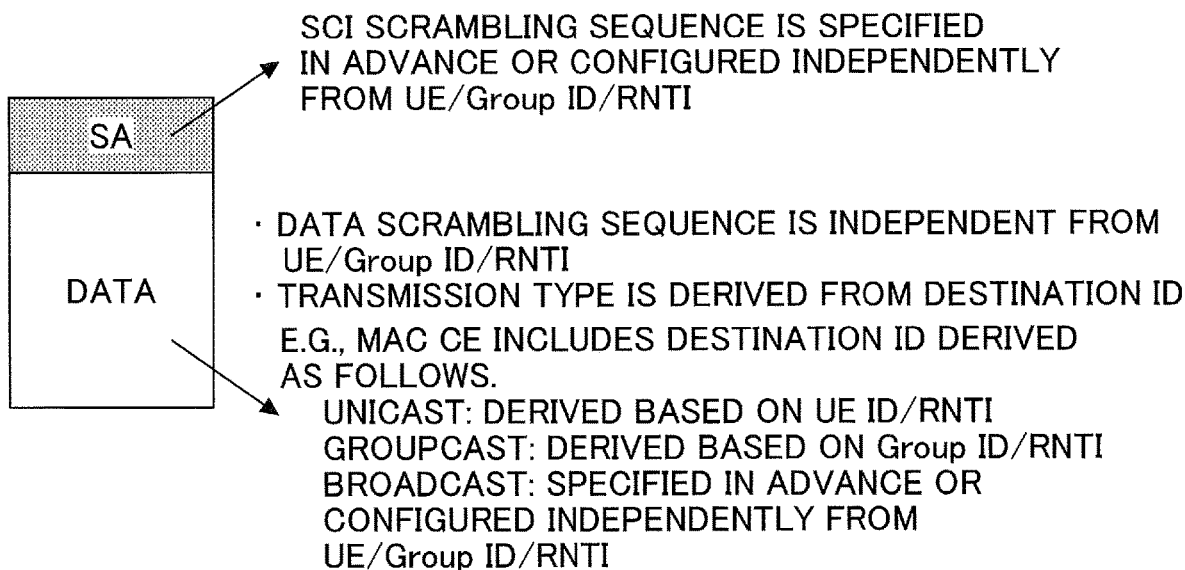 SCI SCRAMBLING SEQUENCE IS SPECIFIED
IN ADVANCE OR CONFIGURED INDEPENDENTLY
FROM UE/Group ID/RNTI
SA
DATA
・DATA SCRAMBLING SEQUENCE IS INDEPENDENT FROM
UE/Group ID/RNTI
・TRANSMISSION TYPE IS DERIVED FROM DESTINATION ID
E.G., MAC CE INCLUDES DESTINATION ID DERIVED
AS FOLLOWS.
UNICAST: DERIVED BASED ON UE ID/RNTI
GROUPCAST: DERIVED BASED ON Group ID/RNTI
BROADCAST: SPECIFIED IN ADVANCE OR
CONFIGURED INDEPENDENTLY FROM
UE/Group ID/RNTI